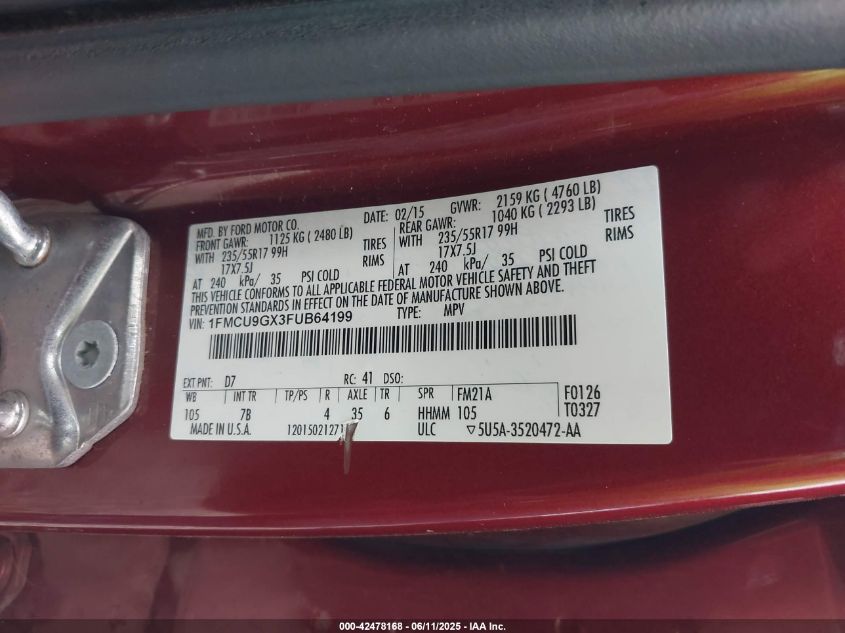 MFD. BY FORD MOTOR CO. DATE: 02/15 GVWR: 2159 KG ( 4760 LB)
FRONT GAWR: 1125 KG ( 2480 LB) REAR GAWR: 1040 KG ( 2293 LB)
WITH 235/55R17 99H TIRES WITH 235/55R17 99H TIRES
17X7.5J RIMS 17X7.5J RIMS
AT 240 kPa/ 35 PSI COLD AT 240 kPa/ 35 PSI COLD
THIS VEHICLE CONFORMS TO ALL APPLICABLE FEDERAL MOTOR VEHICLE SAFETY AND THEFT
PREVENTION STANDARDS IN EFFECT ON THE DATE OF MANUFACTURE SHOWN ABOVE.
VIN: 1FMCU9GX3FUB64199 TYPE: MPV
EXT PNT: D7 RC: 41 DSO:
WB INT TR TP/PS R AXLE TR SPR FM21A F0126
105 7B 4 35 6 HHMM 105 T0327
MADE IN U.S.A. 1201502127 ULC ▽5U5A-3520472-AA
000-42478168 - 06/11/2025 - IAA Inc.